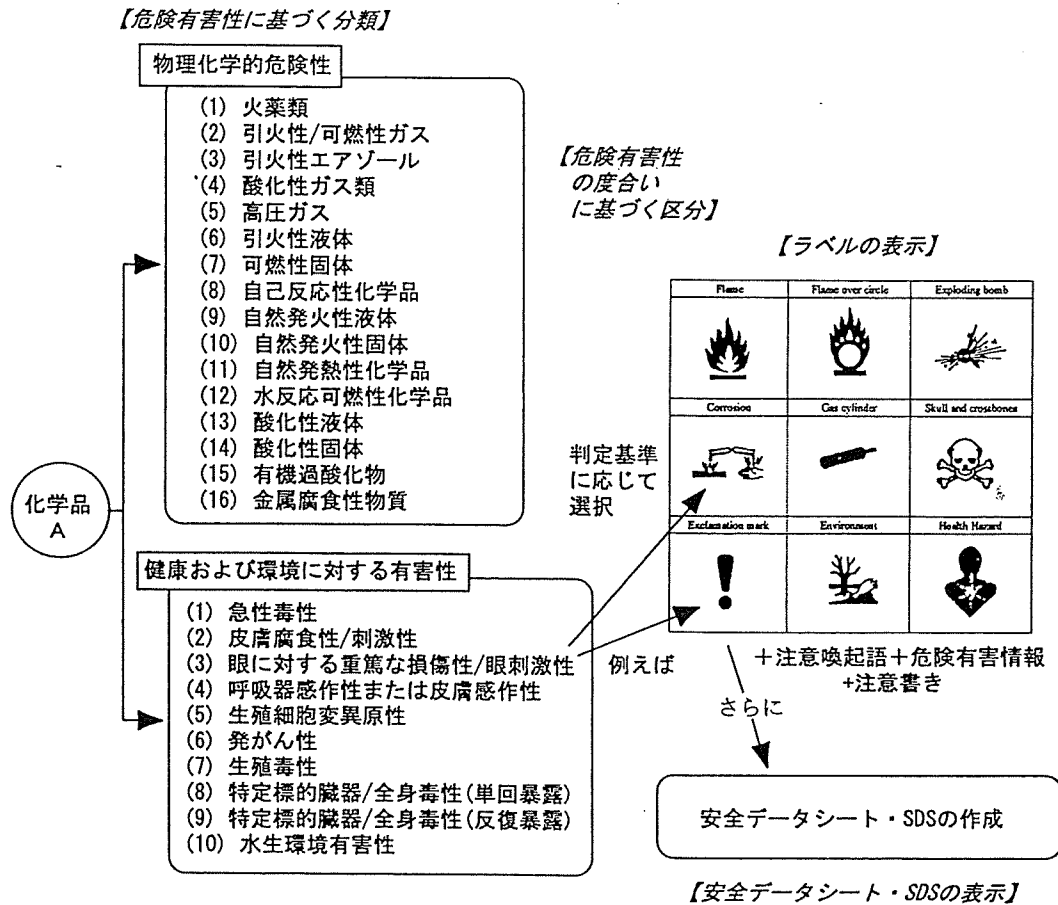 【危険有害性に基づく分類】
物理化学的危険性
(1) 火薬類
(2) 引火性/可燃性ガス
(3) 引火性エアゾール
(4) 酸化性ガス類
(5) 高圧ガス
(6) 引火性液体
(7) 可燃性固体
(8) 自己反応性化学品
(9) 自然発火性液体
(10) 自然発火性固体
(11) 自然発熱性化学品
(12) 水反応可燃性化学品
(13) 酸化性液体
(14) 酸化性固体
(15) 有機過酸化物
(16) 金属腐食性物質
化学品
A
健康および環境に対する有害性
(1) 急性毒性
(2) 皮膚腐食性/刺激性
(3) 眼に対する重篤な損傷性/眼刺激性
(4) 呼吸器感作性または皮膚感作性
(5) 生殖細胞変異原性
(6) 発がん性
(7) 生殖毒性
(8) 特定標的臓器/全身毒性(単回暴露)
(9) 特定標的臓器/全身毒性(反復暴露)
(10) 水生環境有害性
【危険有害性
の度合い
に基づく区分】
判定基準
に応じて
選択
例えば
【ラベルの表示】
Flame
Flame over circle
Exploding bomb
Corrosion
Gas cylinder
Skull and crossbones
Exclamation mark
Environment
Health Hazard
＋注意喚起語＋危険有害情報
+注意書き
さらに
安全データシート・SDSの作成
【安全データシート・SDSの表示】